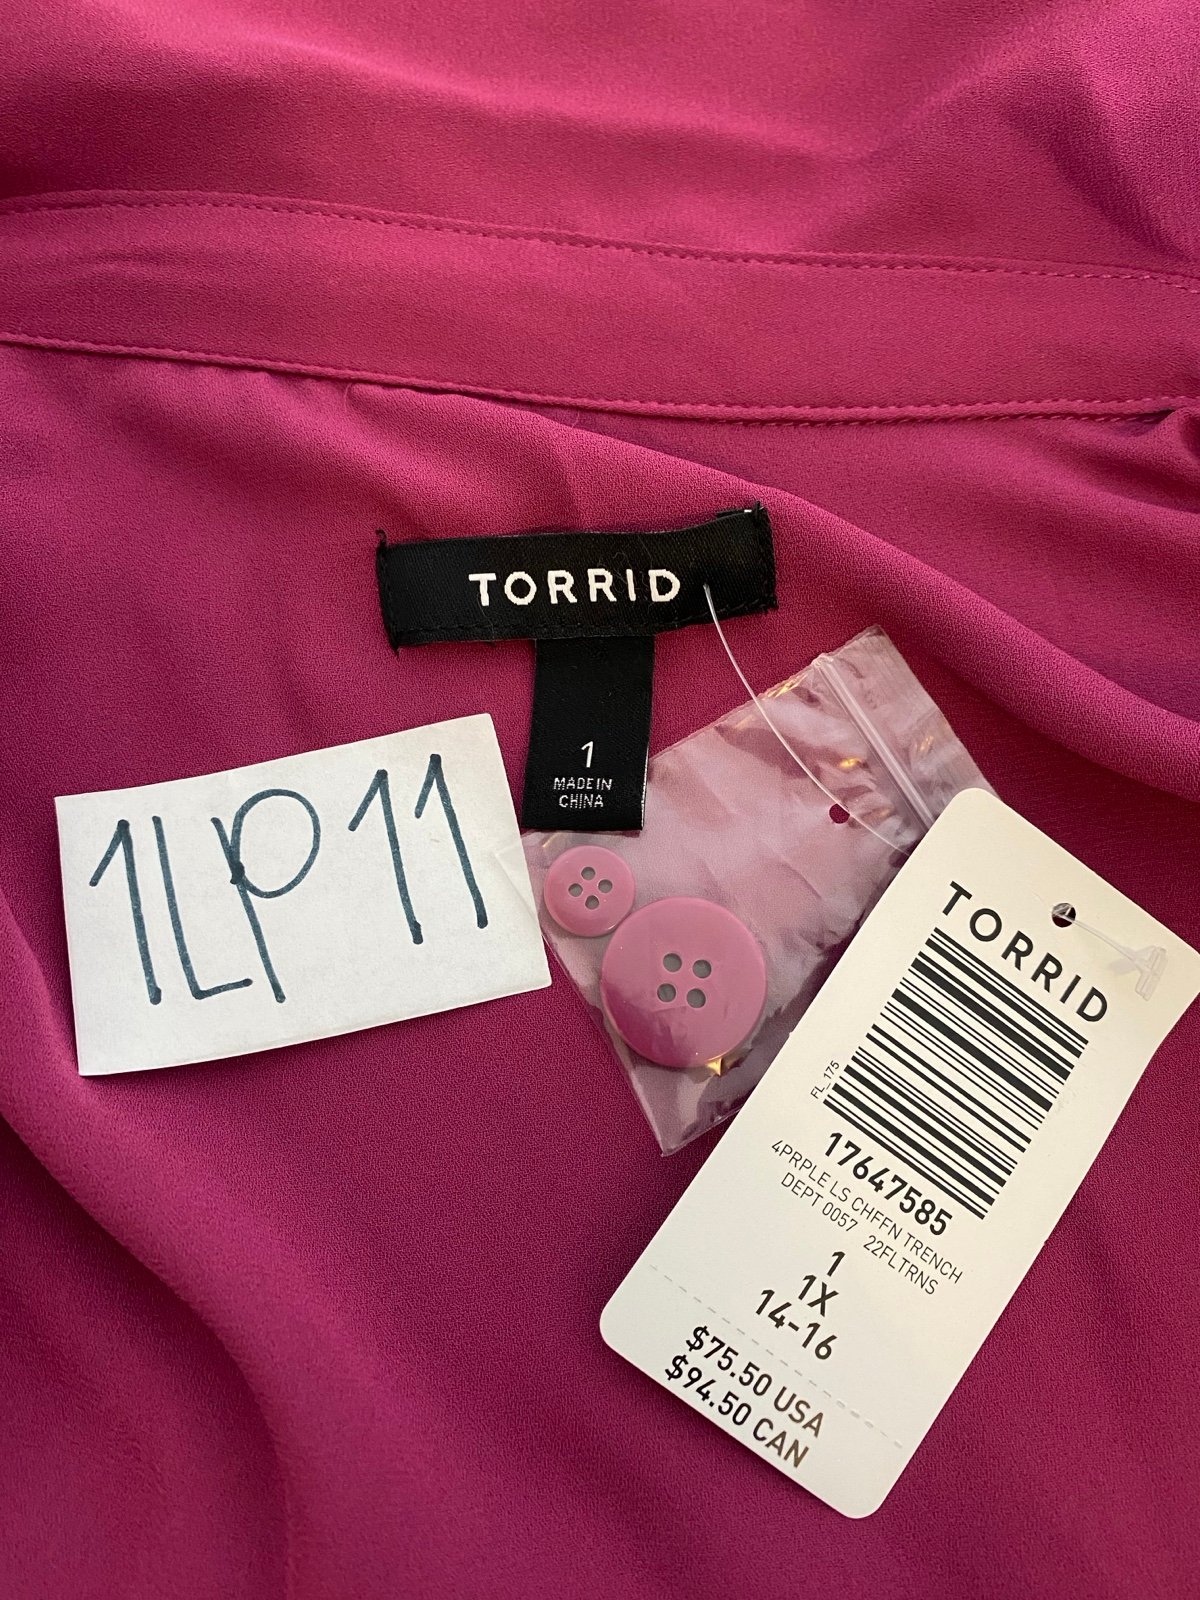 TORRID
1
MADE IN
CHINA
1LP11
TORRID
FL_175
17647585
4PRPLE LS CHFFN TRENCH
DEPT 0057 22FLTRNS
1
1X
14-16
$75.50 USA
$94.50 CAN